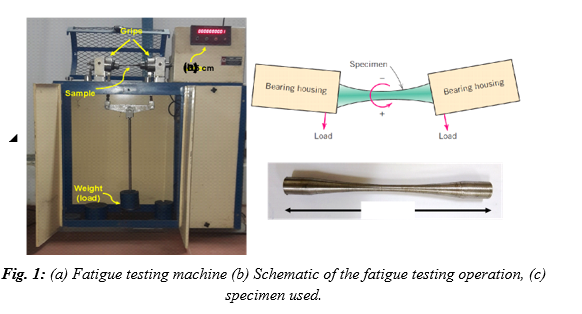 Grips
Sample
Weight
(load)
cm
Specimen
Bearing housing
Bearing housing
−
+
Load
Load
Fig. 1: (a) Fatigue testing machine (b) Schematic of the fatigue testing operation, (c)
specimen used.